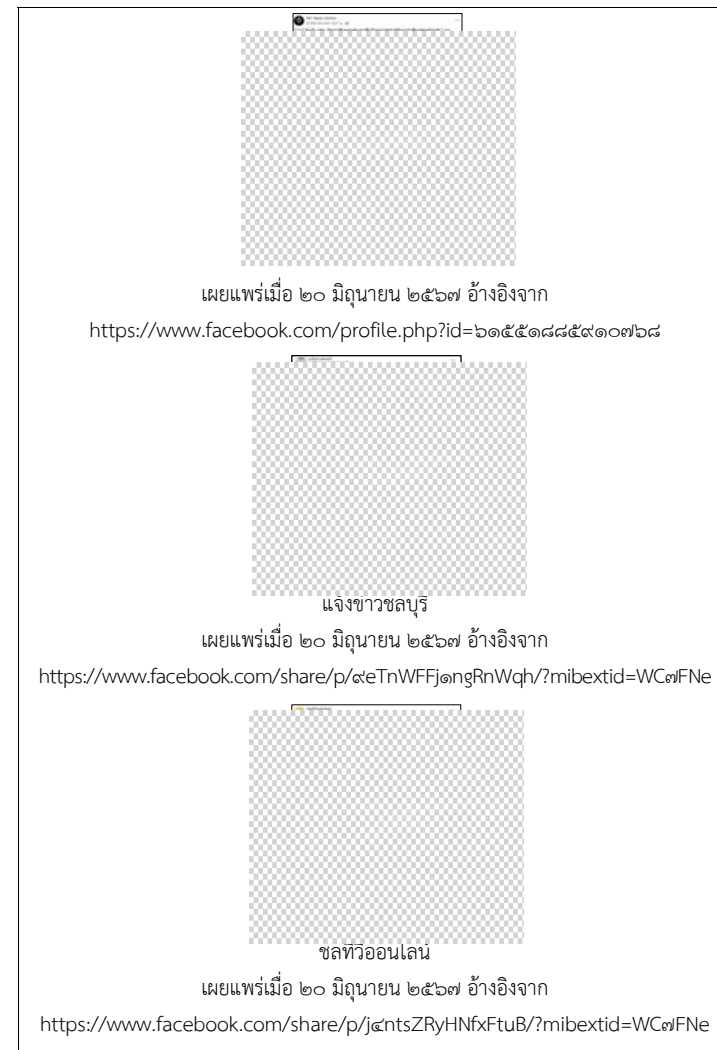 เผยแพร่เมื่อ ๒๐ มิถุนายน ๒๕๖๗ อ้างอิงจาก
https://www.facebook.com/profile.php?id=๖๑๕๕๑๘๘๕๙๑๐๗๖๘
แจ้งข่าวชลบุรี
เผยแพร่เมื่อ ๒๐ มิถุนายน ๒๕๖๗ อ้างอิงจาก
https://www.facebook.com/share/p/๙eTnWFFj๑ngRnWqh/?mibextid=WC๗FNe
ชลทีวีออนไลน์
เผยแพร่เมื่อ ๒๐ มิถุนายน ๒๕๖๗ อ้างอิงจาก
https://www.facebook.com/share/p/j๔ntsZRyHNfxFtuB/?mibextid=WC๗FNe